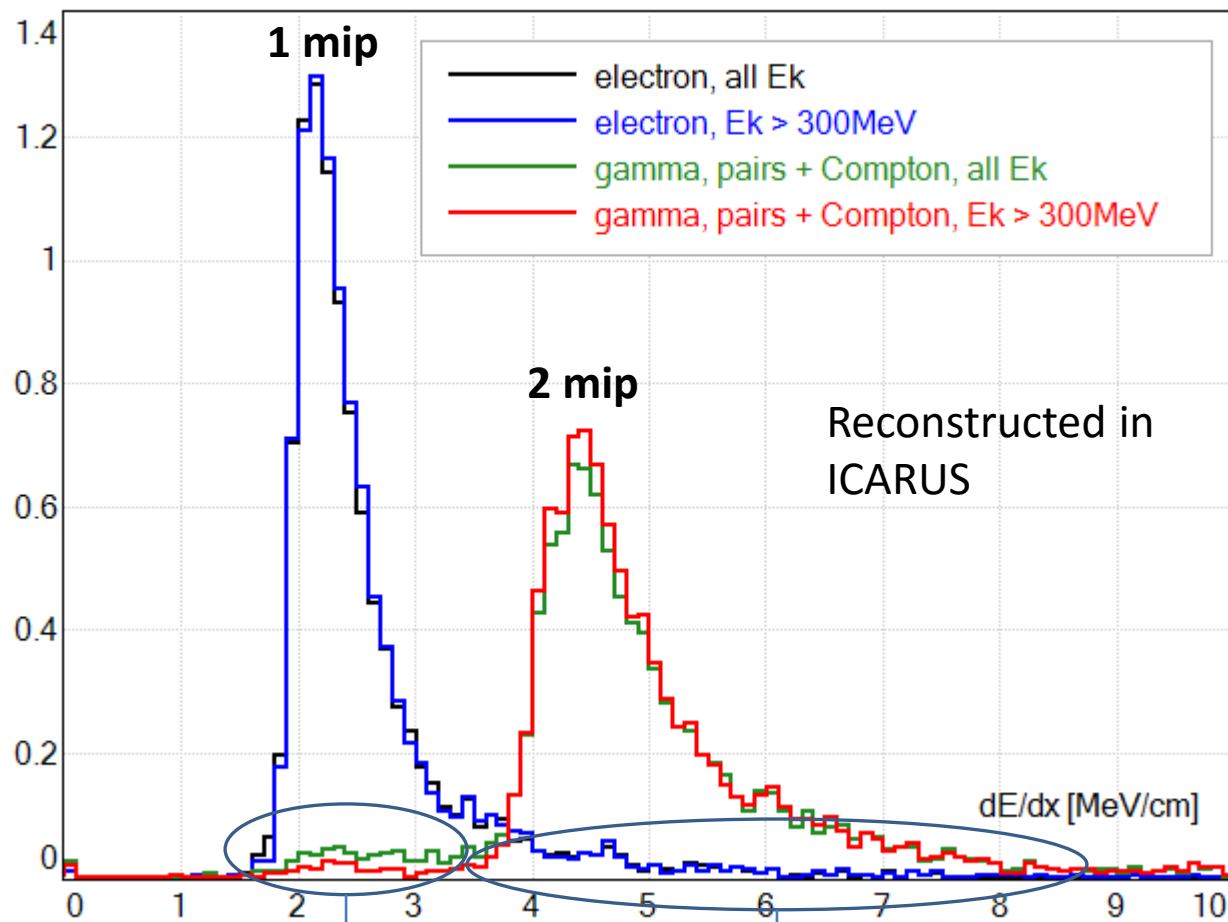 1.4
1 mip
electron, all Ek
electron, Ek > 300MeV
gamma, pairs + Compton, all Ek
gamma, pairs + Compton, Ek > 300MeV
1.2
1
0.8
2 mip
Reconstructed in
ICARUS
0.6
0.4
0.2
dE/dx [MeV/cm]
0
0 1 2 3 4 5 6 7 8 9 10